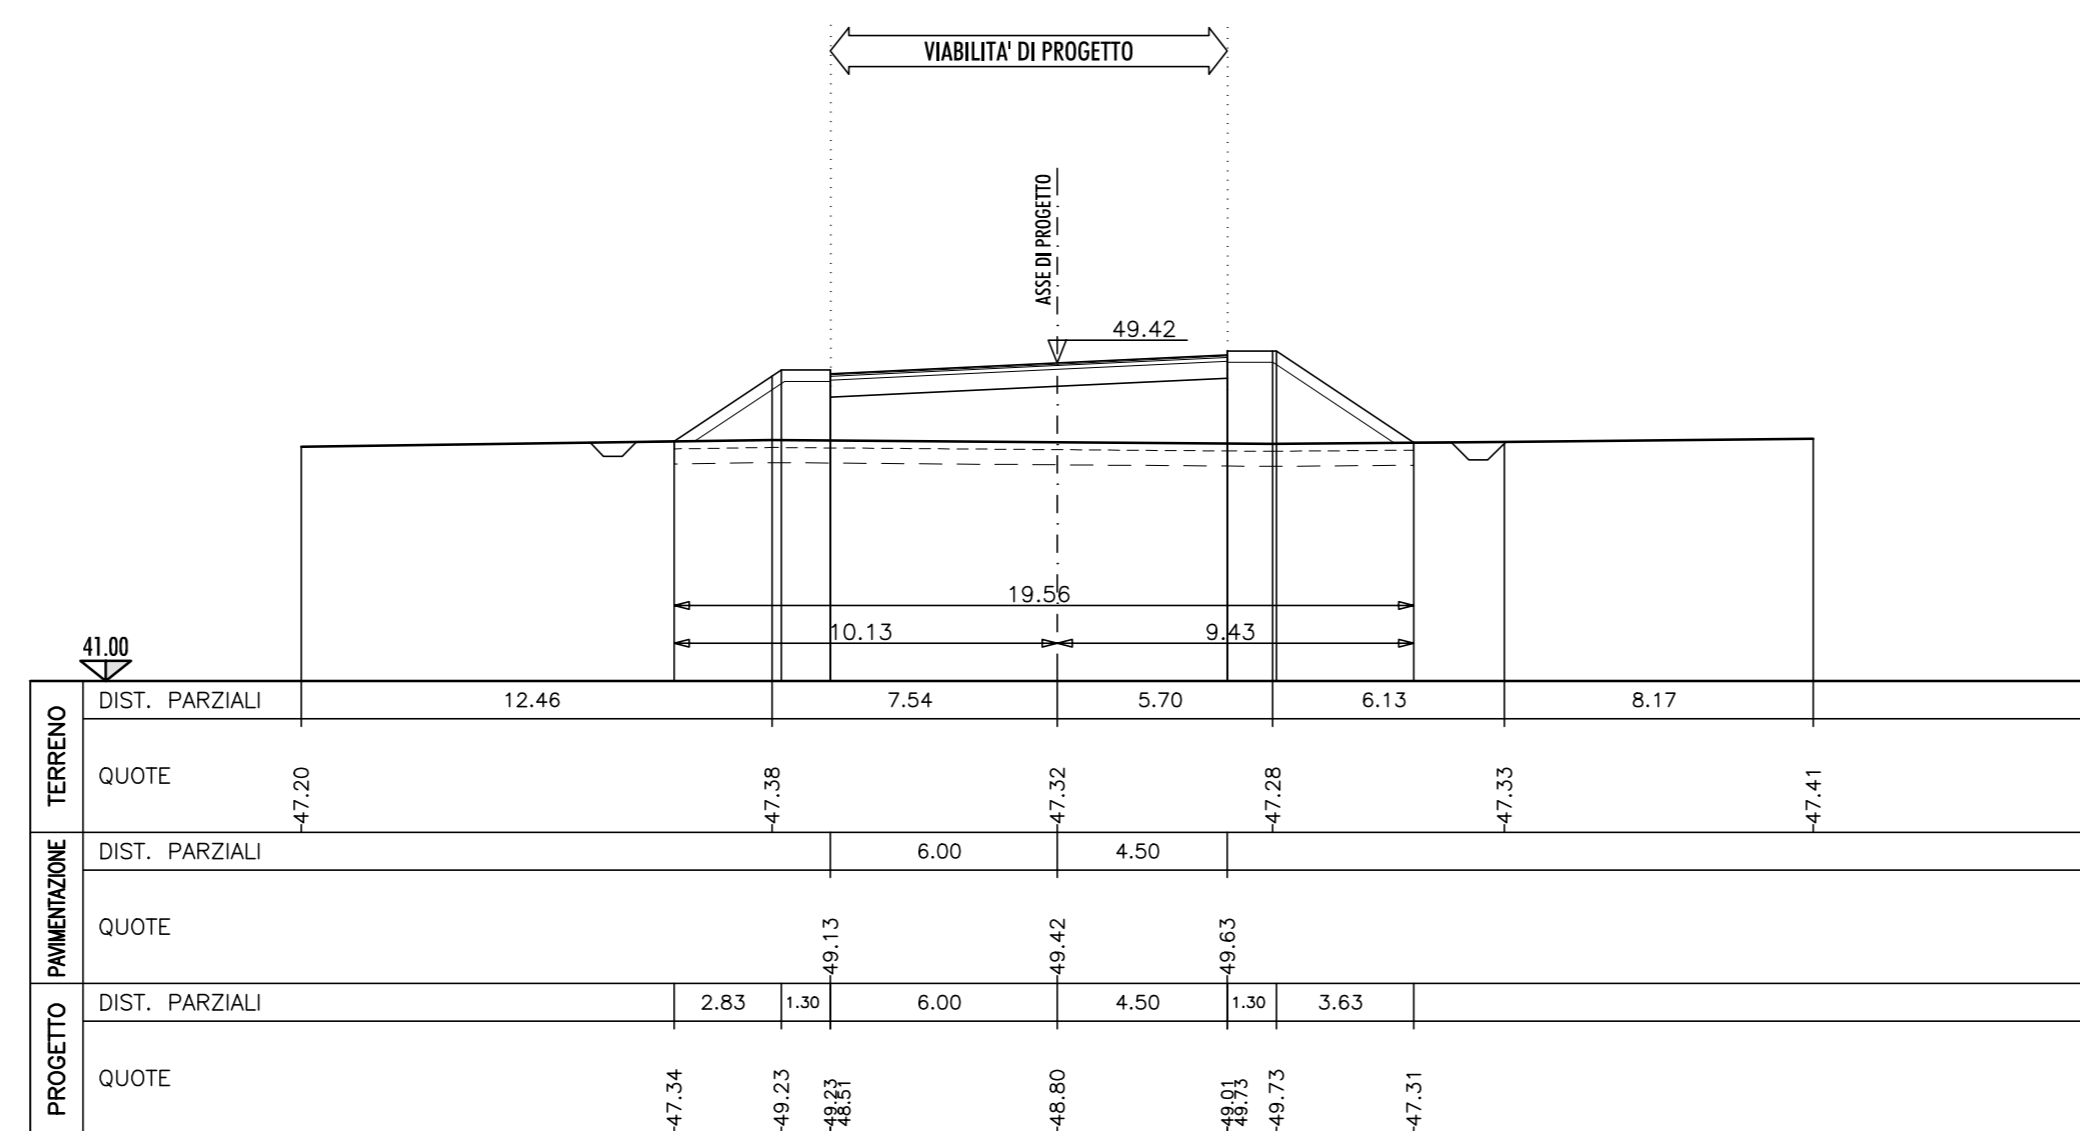 VIABILITA' DI PROGETTO
ASSE DI PROGETTO
49.42
19.56
10.13 9.43
41.00
TERRENO
DIST. PARZIALI 12.46 7.54 5.70 6.13 8.17
QUOTE 47.20 47.38 47.32 47.28 47.33 47.41
PAVIMENTAZIONE
DIST. PARZIALI 6.00 4.50
QUOTE 49.13 49.42 49.63
PROGETTO
DIST. PARZIALI 2.83 1.30 6.00 4.50 1.30 3.63
QUOTE 47.34 49.23 49.23 48.51 48.80 49.01 49.73 49.73 47.31